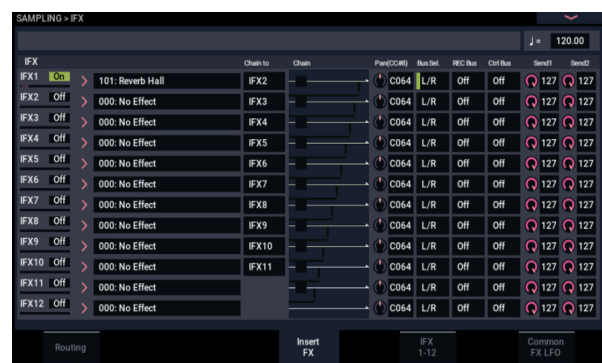 SAMPLING > IFX
♩ = 120.00
IFX Chain to Chain Pan(CC#8) Bus Sel. REC Bus Ctrl Bus Send1 Send2
IFX1 On 101: Reverb Hall IFX2 C064 L/R Off Off 127 127
IFX2 Off 000: No Effect IFX3 C064 L/R Off Off 127 127
IFX3 Off 000: No Effect IFX4 C064 L/R Off Off 127 127
IFX4 Off 000: No Effect IFX5 C064 L/R Off Off 127 127
IFX5 Off 000: No Effect IFX6 C064 L/R Off Off 127 127
IFX6 Off 000: No Effect IFX7 C064 L/R Off Off 127 127
IFX7 Off 000: No Effect IFX8 C064 L/R Off Off 127 127
IFX8 Off 000: No Effect IFX9 C064 L/R Off Off 127 127
IFX9 Off 000: No Effect IFX10 C064 L/R Off Off 127 127
IFX10 Off 000: No Effect IFX11 C064 L/R Off Off 127 127
IFX11 Off 000: No Effect C064 L/R Off Off 127 127
IFX12 Off 000: No Effect C064 L/R Off Off 127 127
Routing Insert IFX Common
FX 1-12 FX LFO